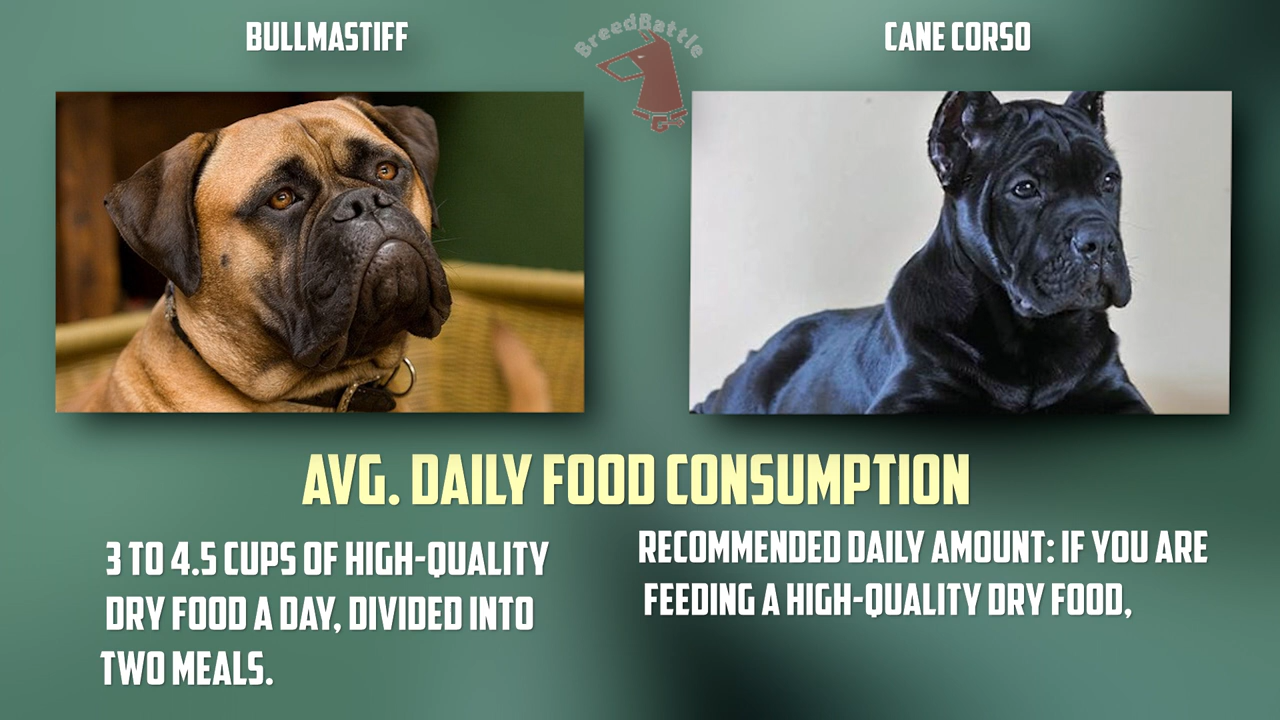 BULLMASTIFF
BreedBattle
CANE CORSO
AVG. DAILY FOOD CONSUMPTION
3 TO 4.5 CUPS OF HIGH-QUALITY
DRY FOOD A DAY, DIVIDED INTO
TWO MEALS.
RECOMMENDED DAILY AMOUNT: IF YOU ARE
FEEDING A HIGH-QUALITY DRY FOOD,